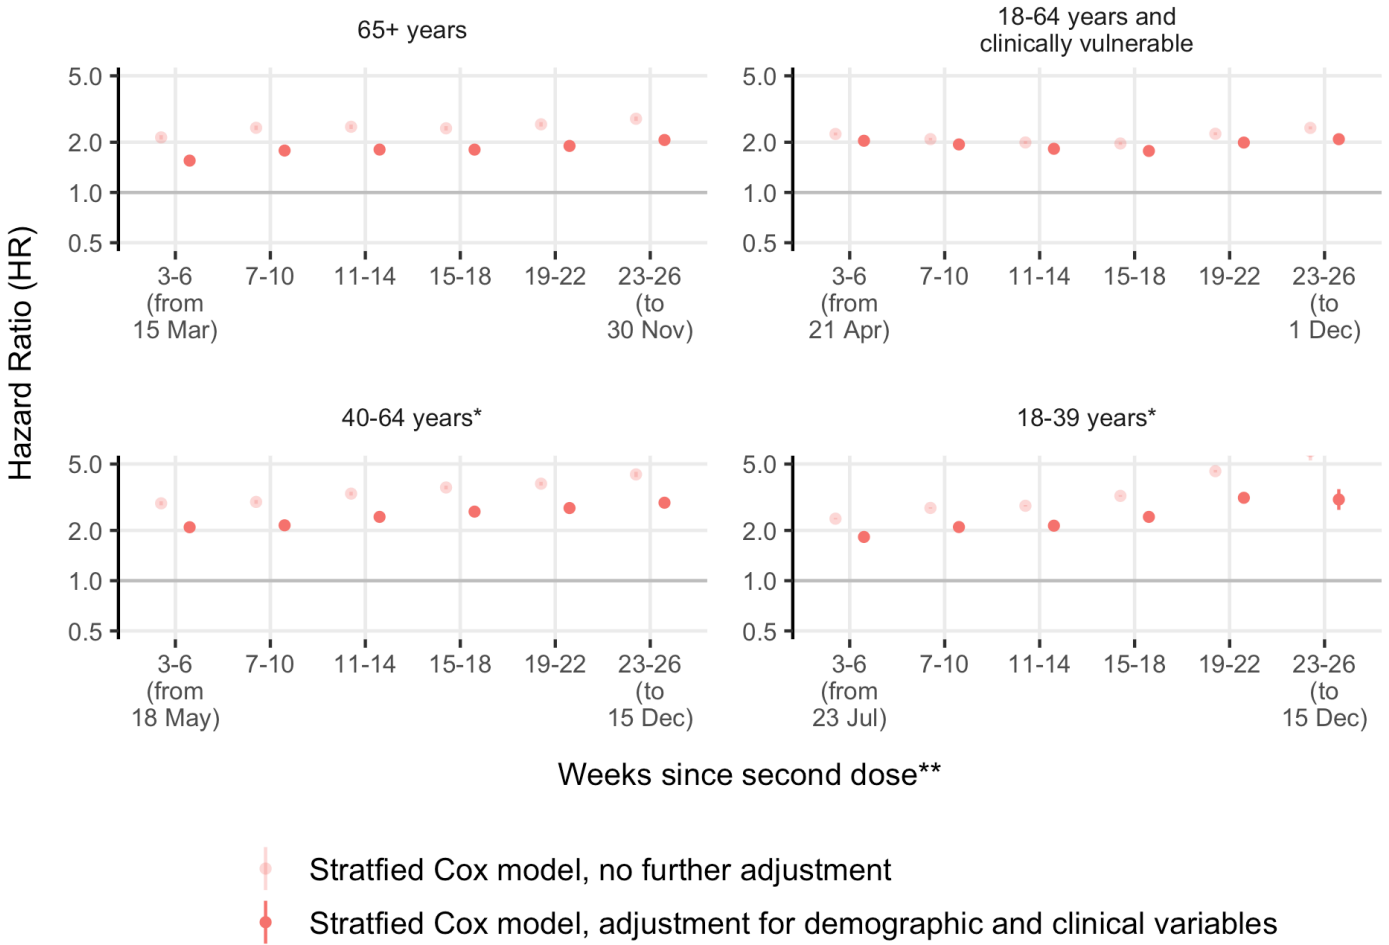 65+ years
18-64 years and
clinically vulnerable
5.0
2.0
1.0
0.5
5.0
2.0
1.0
0.5
3-6
(from
15 Mar)
7-10
11-14
15-18
19-22
23-26
(to
30 Nov)
3-6
(from
21 Apr)
7-10
11-14
15-18
19-22
23-26
(to
1 Dec)
Hazard Ratio (HR)
40-64 years*
18-39 years*
5.0
2.0
1.0
0.5
5.0
2.0
1.0
0.5
3-6
(from
18 May)
7-10
11-14
15-18
19-22
23-26
(to
15 Dec)
3-6
(from
23 Jul)
7-10
11-14
15-18
19-22
23-26
(to
15 Dec)
Weeks since second dose**
Stratfied Cox model, no further adjustment
Stratfied Cox model, adjustment for demographic and clinical variables